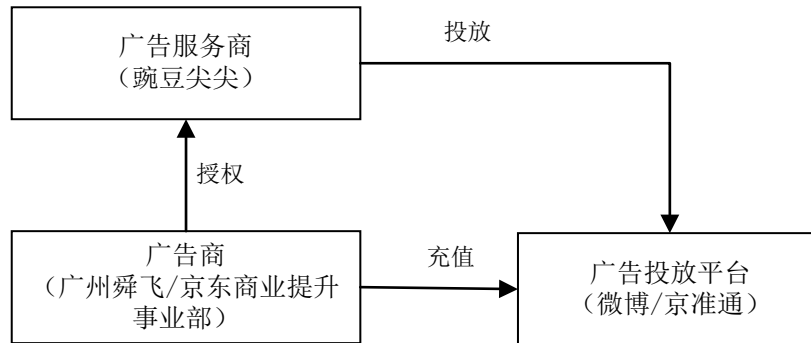 广告服务商
（豌豆尖尖）
投放
授权
广告商
（广州舜飞/京东商业提升
事业部）
充值
广告投放平台
（微博/京准通）